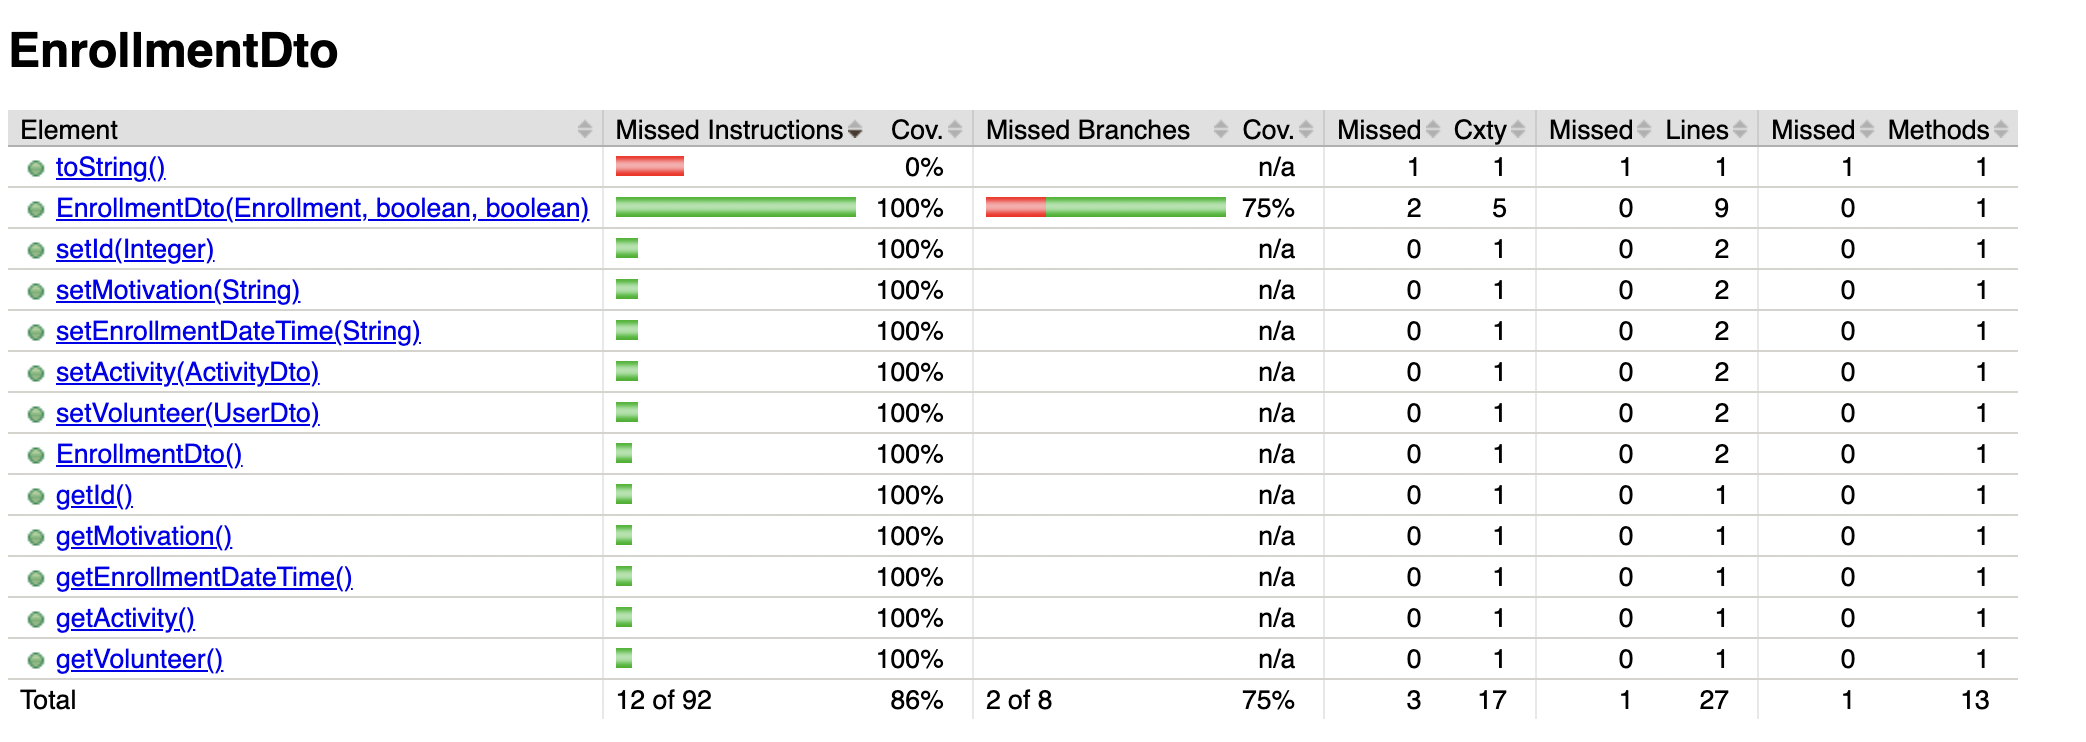 EnrollmentDto
Element Missed Instructions Cov. Missed Branches Cov. Missed Cxty Missed Lines Missed Methods
toString() 0% n/a 1 1 1 1 1 1
EnrollmentDto(Enrollment, boolean, boolean) 100% 75% 2 5 0 9 0 1
setId(Integer) 100% n/a 0 1 0 2 0 1
setMotivation(String) 100% n/a 0 1 0 2 0 1
setEnrollmentDateTime(String) 100% n/a 0 1 0 2 0 1
setActivity(ActivityDto) 100% n/a 0 1 0 2 0 1
setVolunteer(UserDto) 100% n/a 0 1 0 2 0 1
EnrollmentDto() 100% n/a 0 1 0 2 0 1
getId() 100% n/a 0 1 0 1 0 1
getMotivation() 100% n/a 0 1 0 1 0 1
getEnrollmentDateTime() 100% n/a 0 1 0 1 0 1
getActivity() 100% n/a 0 1 0 1 0 1
getVolunteer() 100% n/a 0 1 0 1 0 1
Total 12 of 92 86% 2 of 8 75% 3 17 1 27 1 13